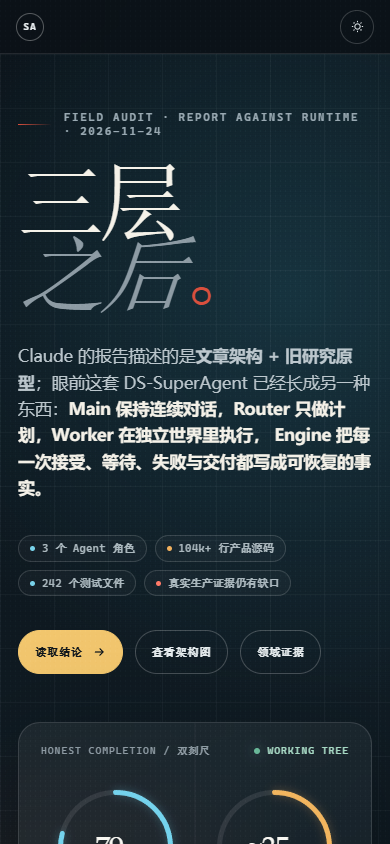 SA
FIELD AUDIT · REPORT AGAINST RUNTIME
· 2026-11-24
三层
之后。
Claude 的报告描述的是文章架构 + 旧研究原
型；眼前这套 DS-SuperAgent 已经长成另一种
东西：Main 保持连续对话，Router 只做计
划，Worker 在独立世界里执行， Engine 把每
一次接受、等待、失败与交付都写成可恢复的事
实。
3 个 Agent 角色
104k+ 行产品源码
242 个测试文件
真实生产证据仍有缺口
读取结论 →
查看架构图
领域证据
HONEST COMPLETION / 双刻尺
WORKING TREE